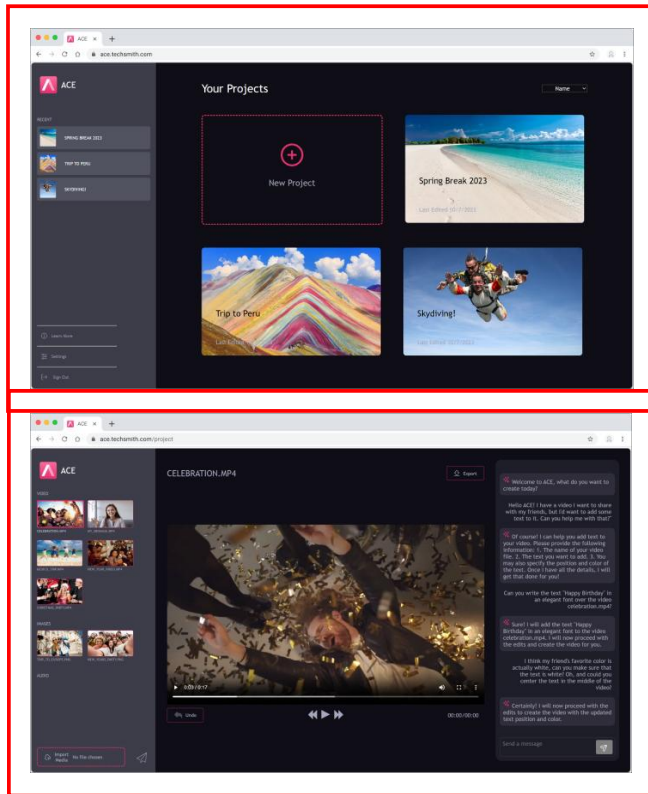 ACE
ace.techsmith.com
ACE
Your Projects
Name
RECENT
SPRING BREAK 2023
TRIP TO PERU
SKYDIVING!
New Project
Spring Break 2023
Last Edited
Trip to Peru
Last Edited
Skydiving!
Last Edited
Learn More
Settings
Sign Out
ACE
ace.techsmith.com/project
ACE
VIDEO
CELEBRATION.MP4
IMAGES
AUDIO
Import
Media
No file chosen
CELEBRATION.MP4
Export
0:03 /0:17
Undo
00:00/00:00
Welcome to ACE, what do you want to
create today?
Hello ACE! I have a video I want to share
with my friends, but I'd want to add some
text to it. Can you help me with that?"
Of course! I can help you add text to
your video. Please provide the following
information: 1. The name of your video
file. 2. The text you want to add. 3. You
may also specify the position and color of
the text. Once I have all the details, I will
get that done for you!
Can you write the text 'Happy Birthday' in
an elegant font over the video
celebration.mp4?
Sure! I will add the text 'Happy
Birthday' in an elegant font to the video
celebration.mp4. I will now proceed with
the edits and create the video for you.
I think my friend's favorite color is
actually white, can you make sure that
the text is white? Oh, and could you
center the text in the middle of the
video?
Certainly! I will now proceed with the
edits to create the video with the updated
text position and color.
Send a message